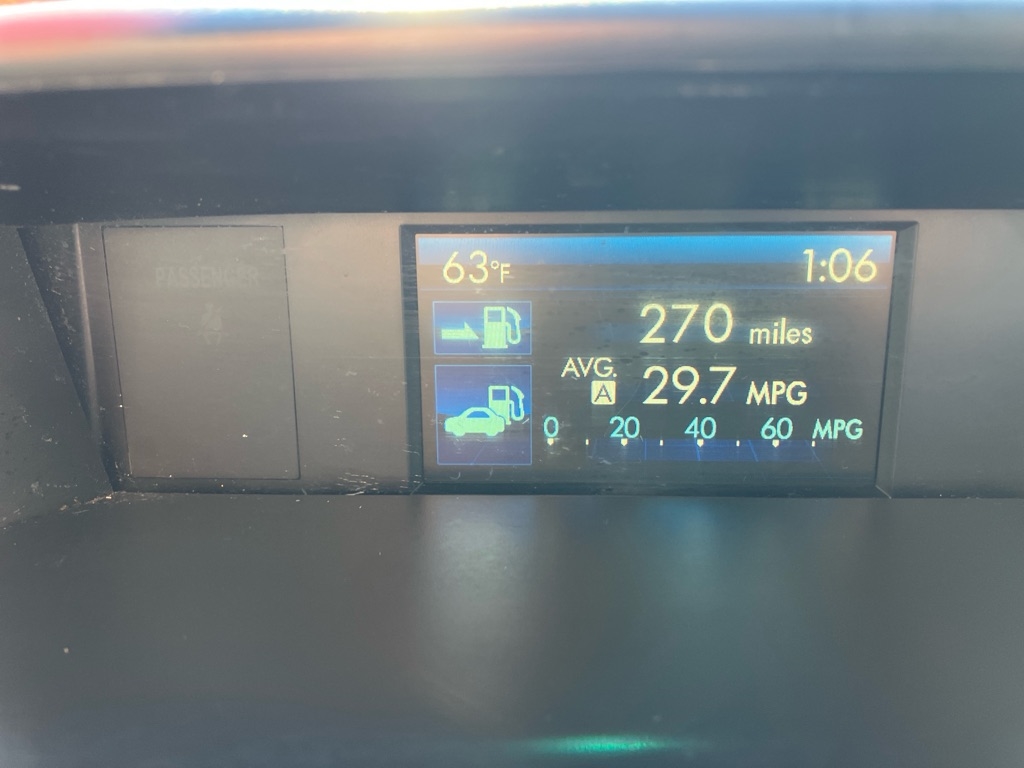 63°F 1:06
PASSENGER
270 miles
AVG.
A 29.7 MPG
0 20 40 60 MPG